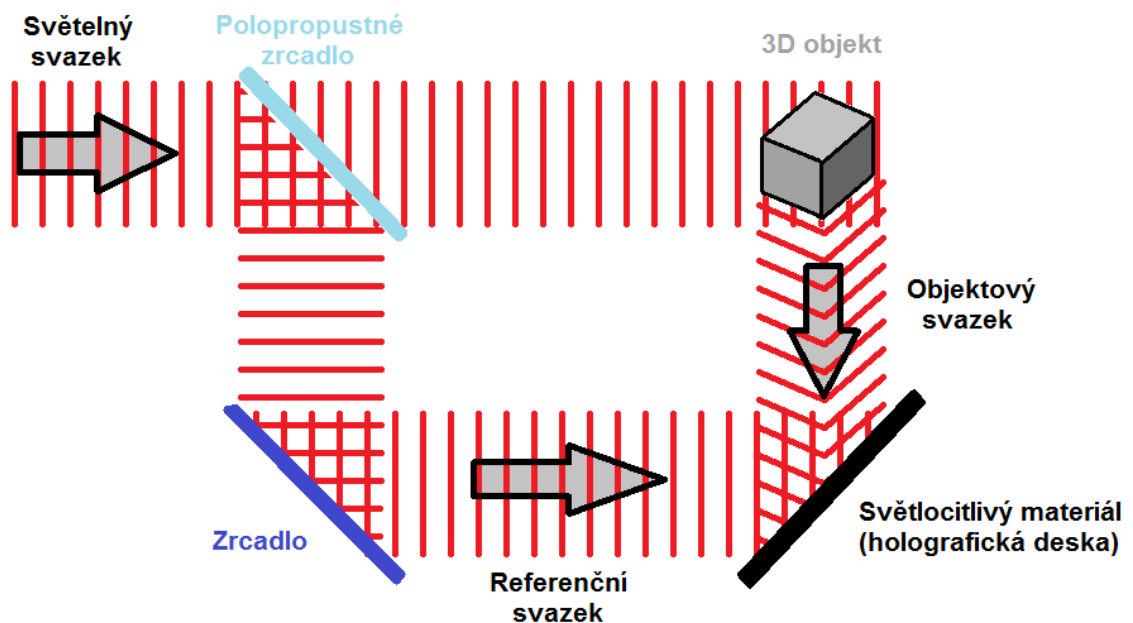 Světelný
svazek
Polopropustné
zrcadlo
3D objekt
Objektový
svazek
Zrcadlo
Referenční
svazek
Světlocitlivý materiál
(holografická deska)